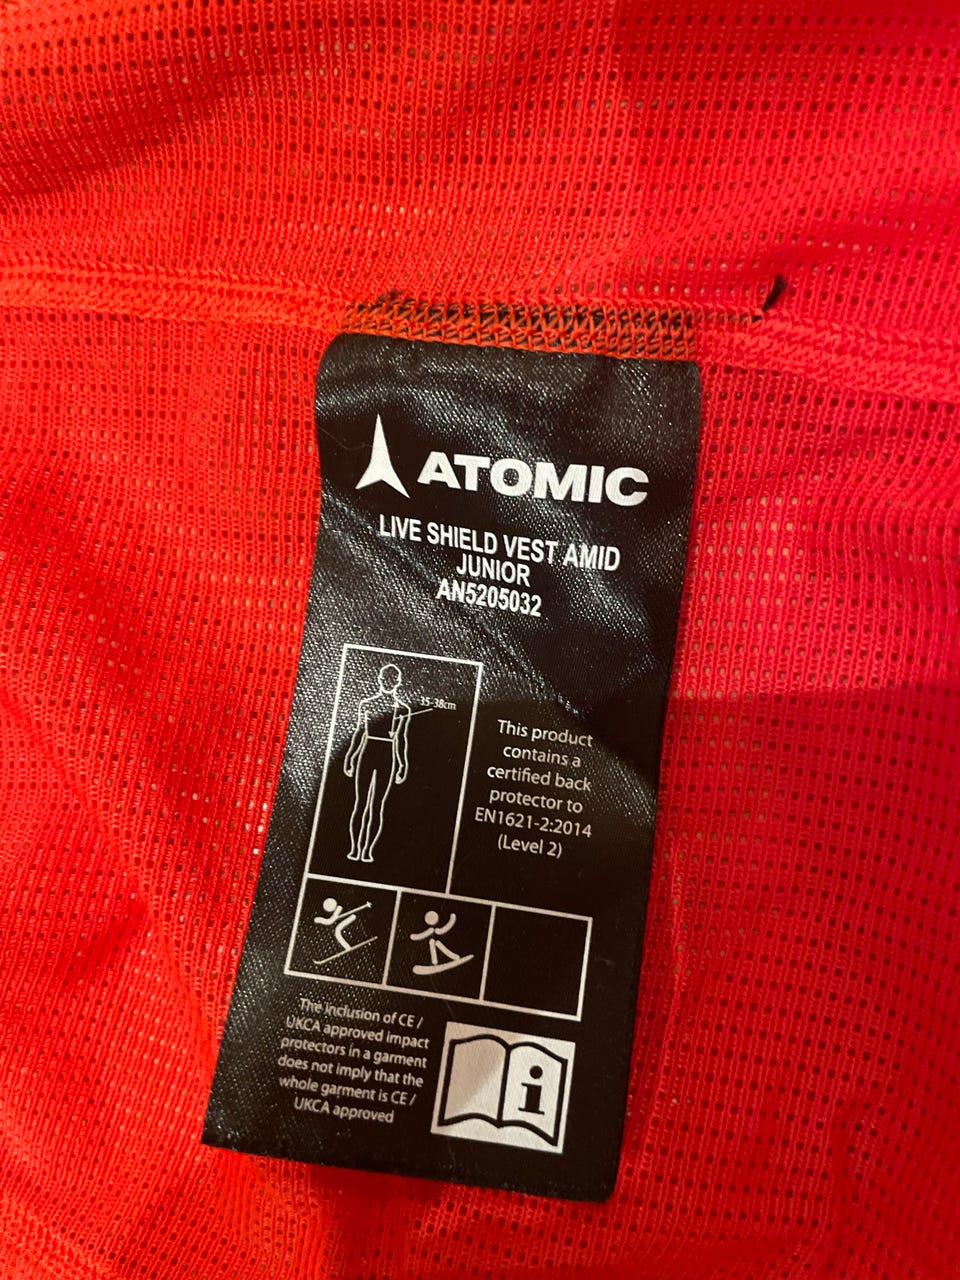 ATOMIC
LIVE SHIELD VEST AMID
JUNIOR
AN5205032
35-38cm
This product
contains a
certified back
protector to
EN1621-2:2014
(Level 2)
The inclusion of CE /
UKCA approved impact
protectors in a garment
does not imply that the
whole garment is CE /
UKCA approved
i